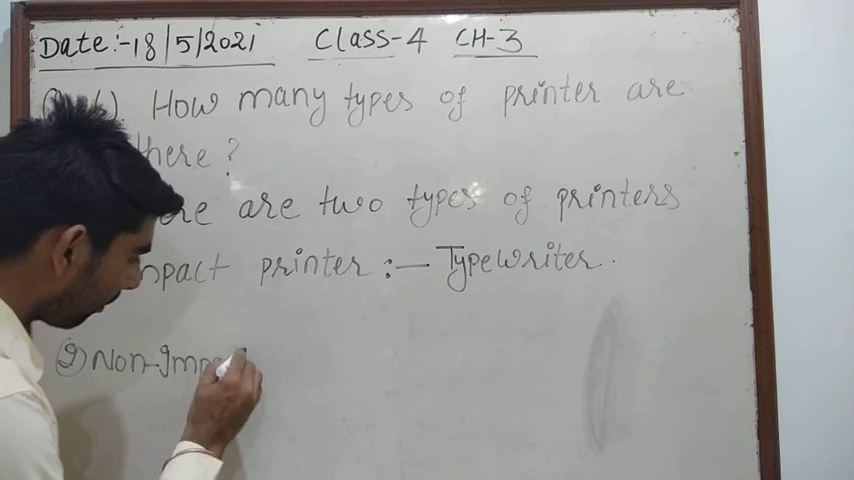 Date:-18/5/2021 Class-4 CH-3
How many types of printer are
there?
are two types of printers
printer :- Typewriter.
2) Non-Imp